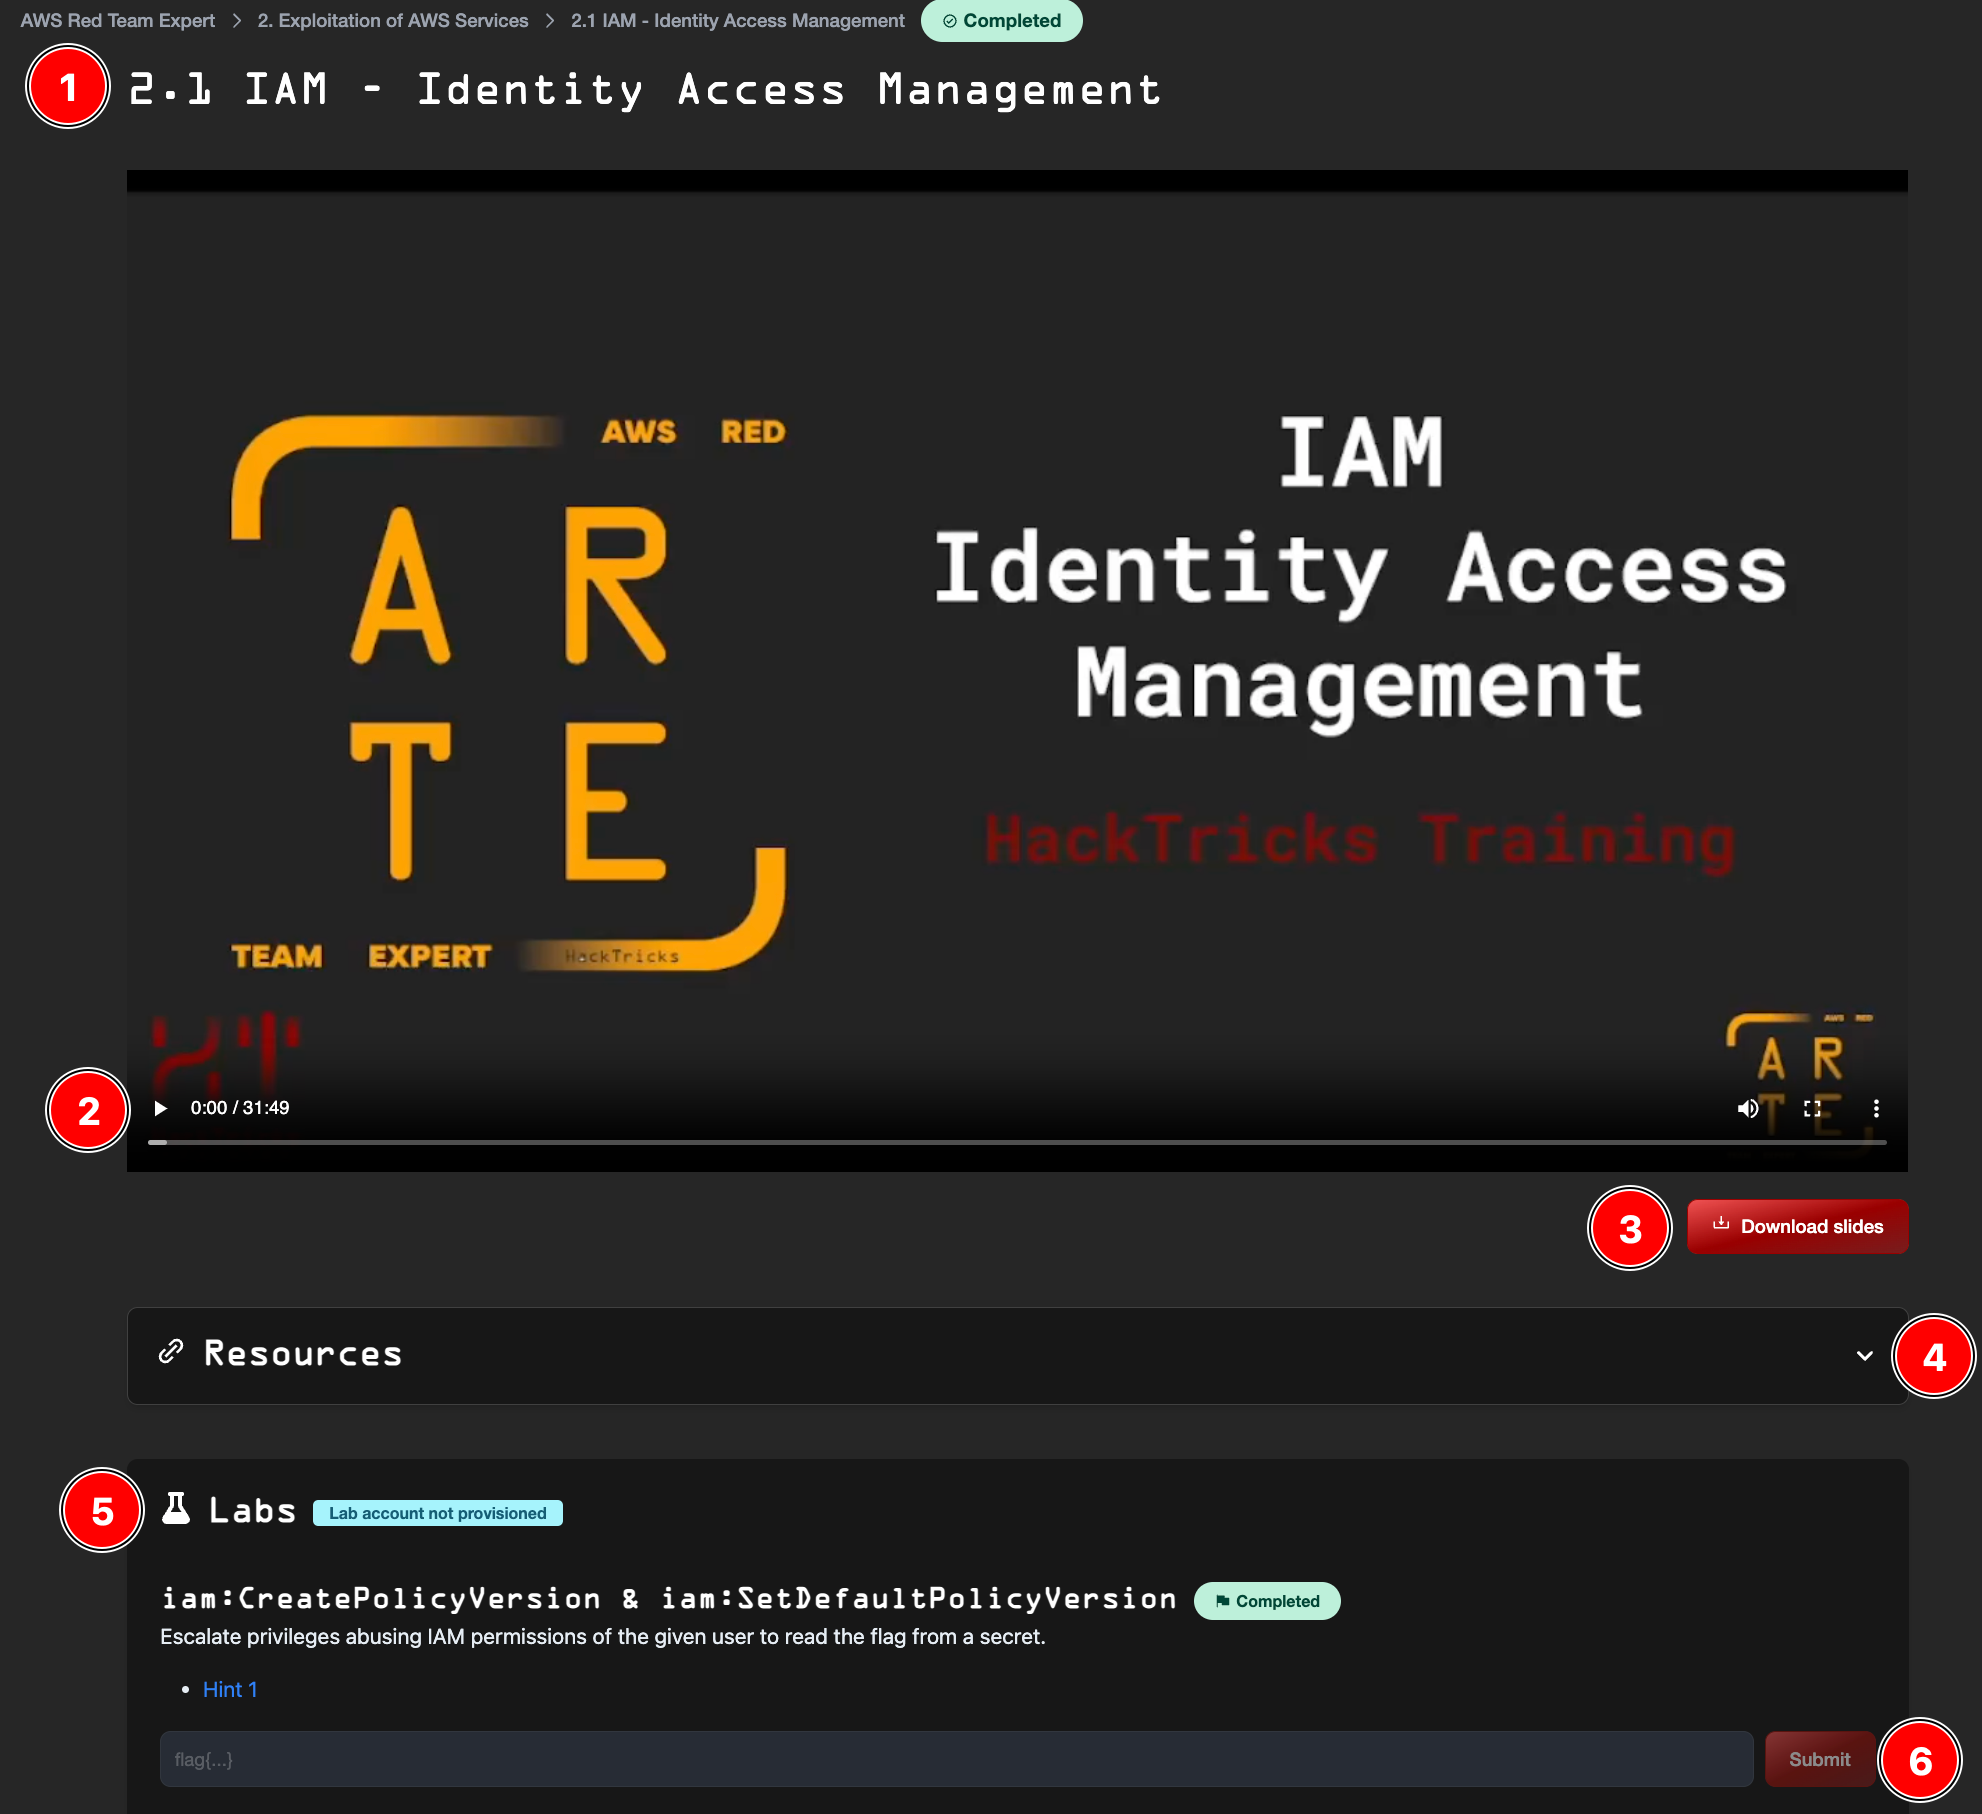 AWS Red Team Expert > 2. Exploitation of AWS Services > 2.1 IAM - Identity Access Management Completed
1 2.1 IAM - Identity Access Management
AWS RED
A R
T E
TEAM EXPERT HackTricks
IAM
Identity Access
Management
HackTricks Training
AWS RED
A R
T E
2 0:00 / 31:49
3 Download slides
Resources 4
5 Labs Lab account not provisioned
iam:CreatePolicyVersion & iam:SetDefaultPolicyVersion Completed
Escalate privileges abusing IAM permissions of the given user to read the flag from a secret.
• Hint 1
flag{...} Submit 6